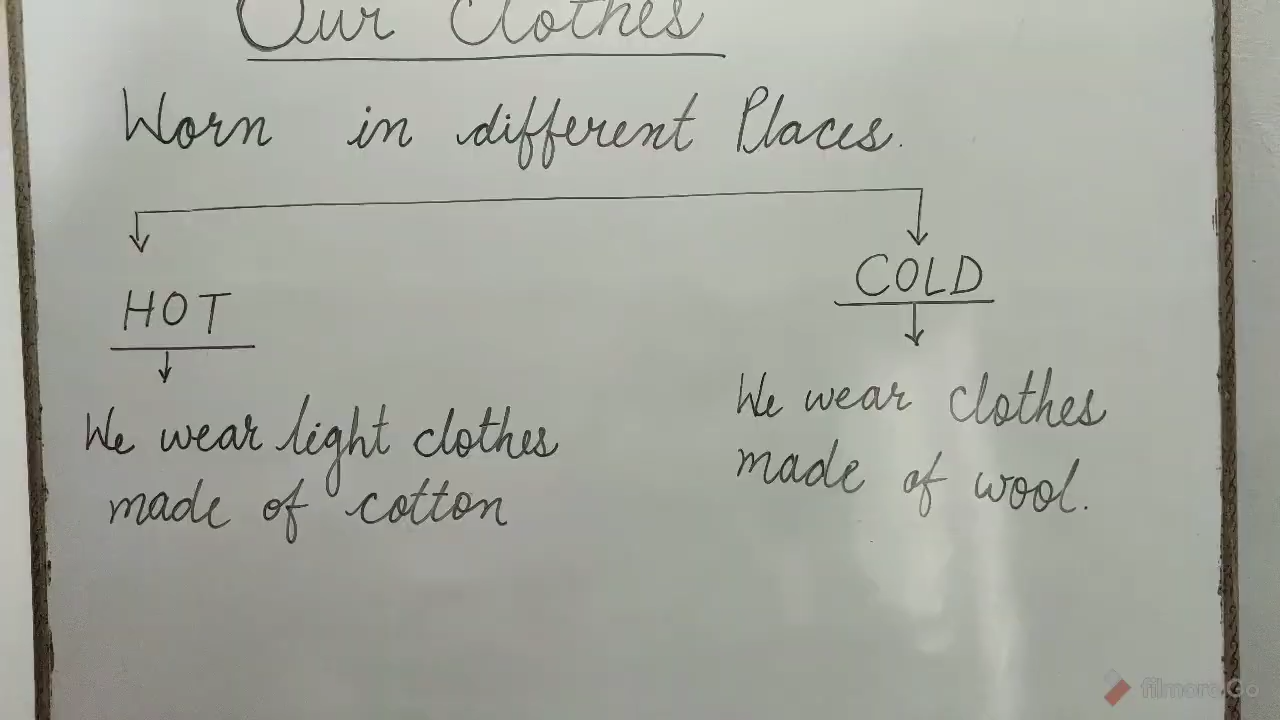 Our Clothes
Worn in different Places.
HOT
COLD
We wear light clothes
made of cotton
We wear clothes
made of wool.
filmora Go